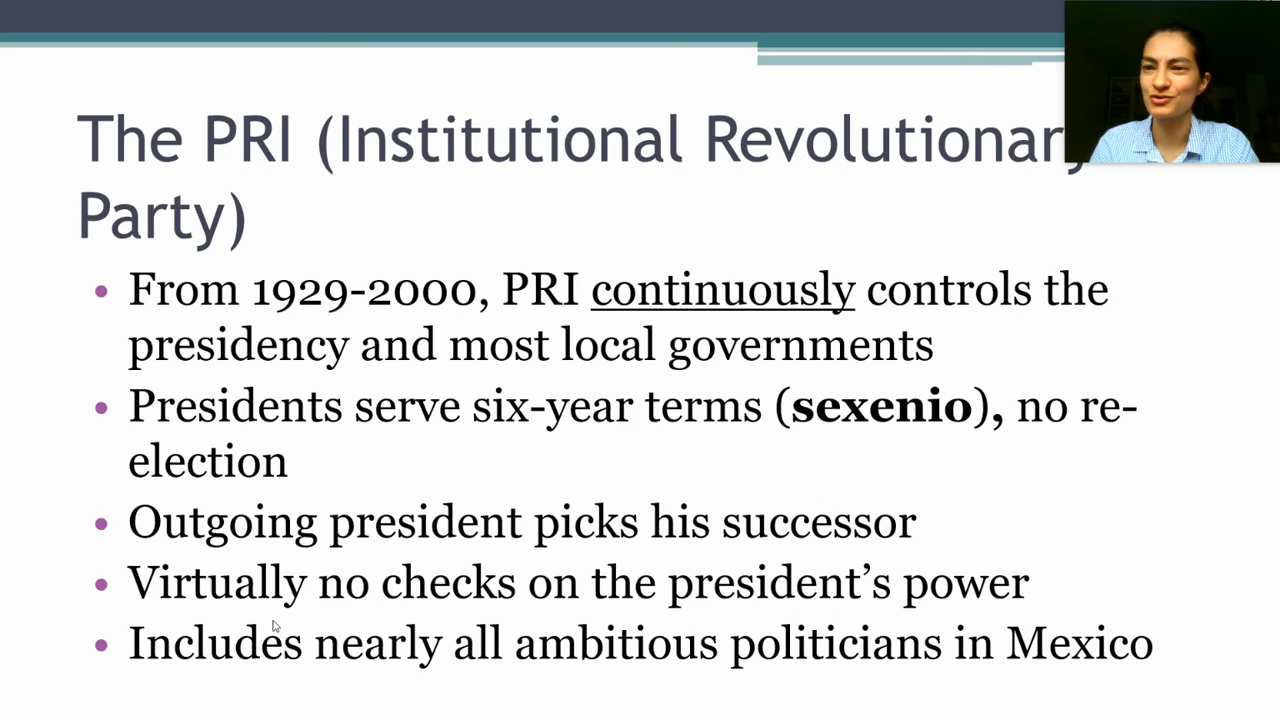 The PRI (Institutional Revolutionary
Party)
• From 1929-2000, PRI continuously controls the
presidency and most local governments
• Presidents serve six-year terms (sexenio), no re-
election
• Outgoing president picks his successor
• Virtually no checks on the president's power
• Includes nearly all ambitious politicians in Mexico